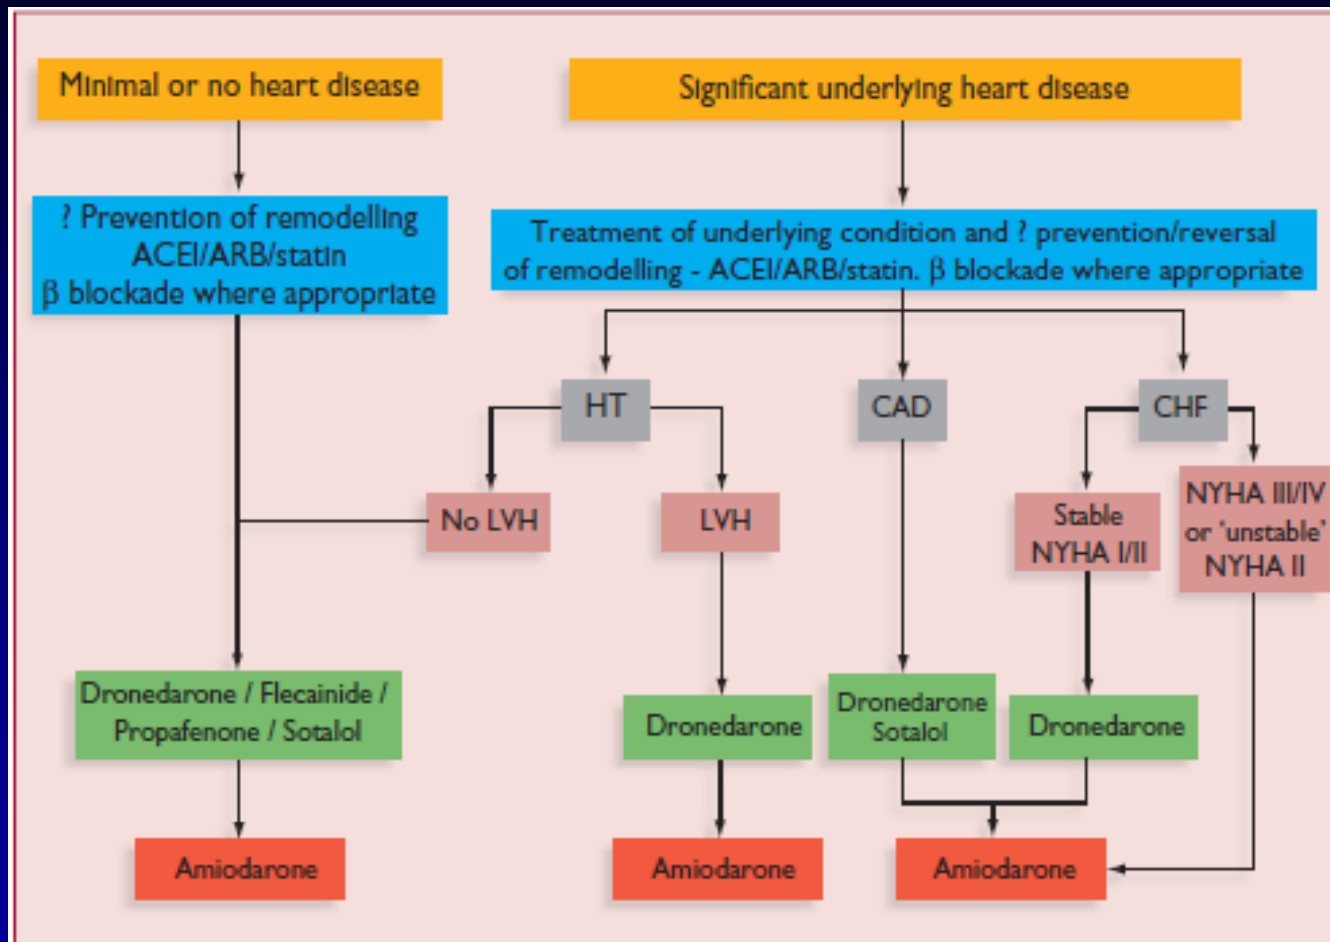 Minimal or no heart disease
Significant underlying heart disease
? Prevention of remodelling
ACEI/ARB/statin
β blockade where appropriate
Treatment of underlying condition and ? prevention/reversal
of remodelling - ACEI/ARB/statin. β blockade where appropriate
HT
CAD
CHF
No LVH
LVH
Stable
NYHA I/II
NYHA III/IV
or ‘unstable’
NYHA II
Dronedarone / Flecainide /
Propafenone / Sotalol
Dronedarone
Dronedarone
Sotalol
Dronedarone
Amiodarone
Amiodarone
Amiodarone